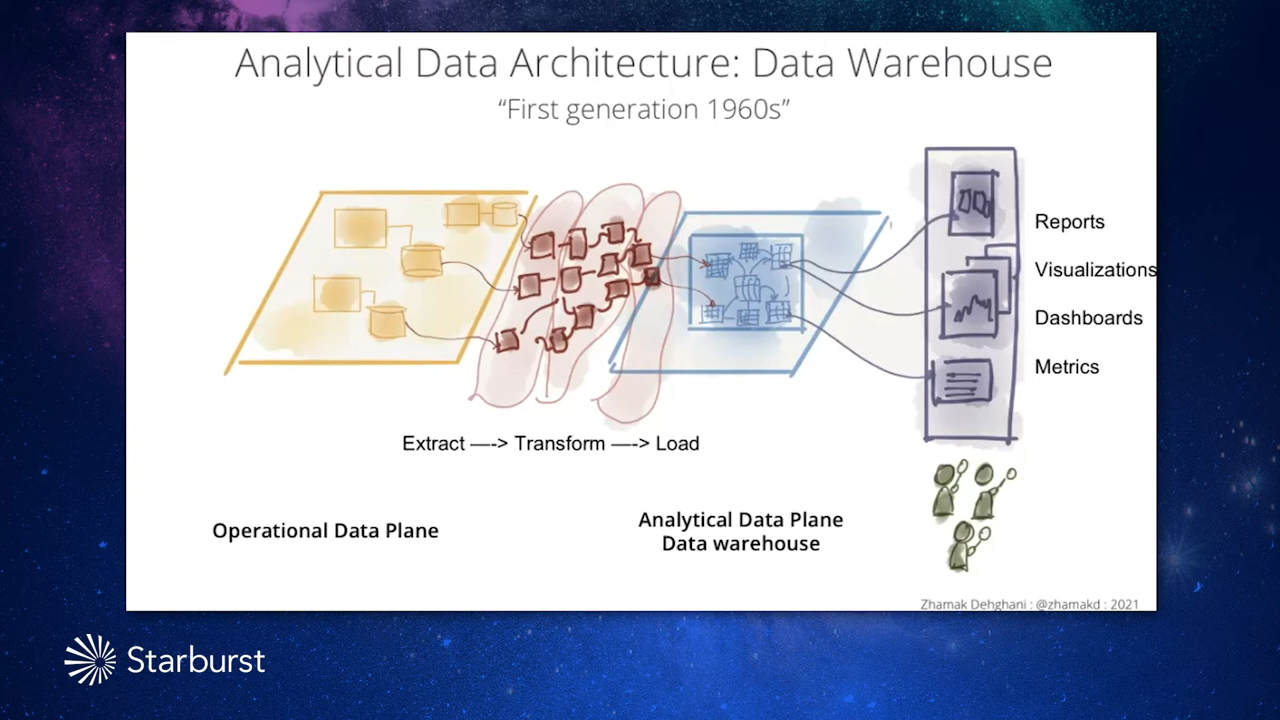 Analytical Data Architecture: Data Warehouse
“First generation 1960s”
Reports
Visualizations
Dashboards
Metrics
Extract —-> Transform —-> Load
Operational Data Plane
Analytical Data Plane
Data warehouse
Zhamak Dehghani : @zhamakd : 2021
Starburst